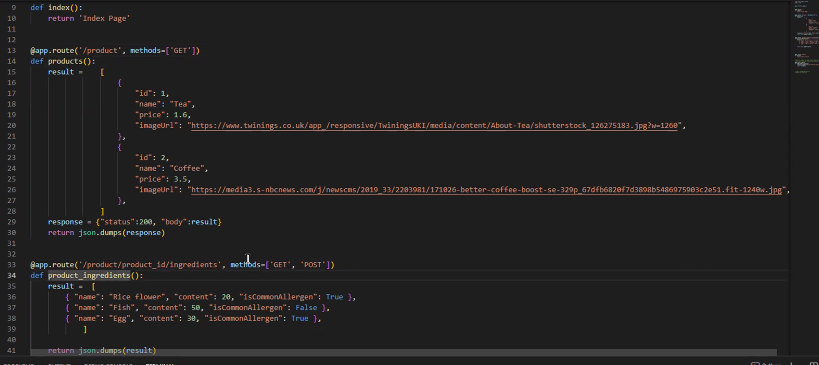 9 def index():
10 return 'Index Page'
11
12
13 @app.route('/product', methods=['GET'])
14 def products():
15 result = [
16 {
17 "id": 1,
18 "name": "Tea",
19 "price": 1.6,
20 "imageUrl": "https://www.twinings.co.uk/app_/responsive/TwiningsUKI/media/content/About-Tea/shutterstock_126275183.jpg?w=1260",
21 },
22 {
23 "id": 2,
24 "name": "Coffee",
25 "price": 3.5,
26 "imageUrl": "https://media3.s-nbcnews.com/j/newscms/2019_33/2203981/171026-better-coffee-boost-se-329p_67dfb6820f7d3898b5486975903c2e51.fit-1240w.jpg",
27 },
28 ]
29 response = {"status":200, "body":result}
30 return json.dumps(response)
31
32
33 @app.route('/product/product_id/ingredients', methods=['GET', 'POST'])
34 def product_ingredients():
35 result = [
36 { "name": "Rice flower", "content": 20, "isCommonAllergen": True },
37 { "name": "Fish", "content": 50, "isCommonAllergen": False },
38 { "name": "Egg", "content": 30, "isCommonAllergen": True },
39 ]
40
41 return json.dumps(result)